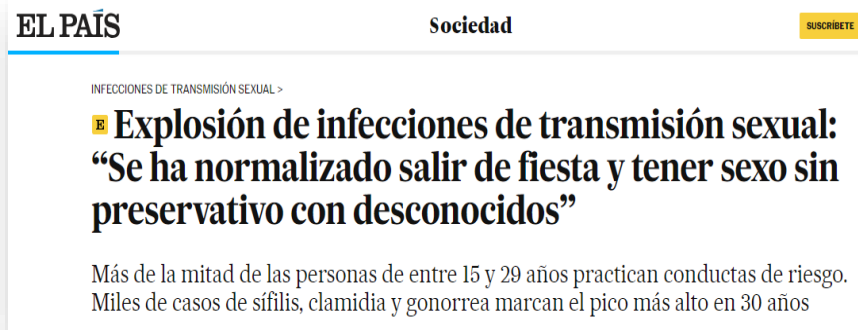 EL PAÍS
Sociedad
SUSCRÍBETE
INFECCIONES DE TRANSMISIÓN SEXUAL >
E Explosión de infecciones de transmisión sexual:
“Se ha normalizado salir de fiesta y tener sexo sin
preservativo con desconocidos”
Más de la mitad de las personas de entre 15 y 29 años practican conductas de riesgo.
Miles de casos de sífilis, clamidia y gonorrea marcan el pico más alto en 30 años